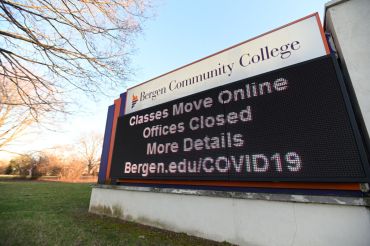 Bergen Community College
Classes Move Online
Offices Closed
More Details
Bergen.edu/COVID19